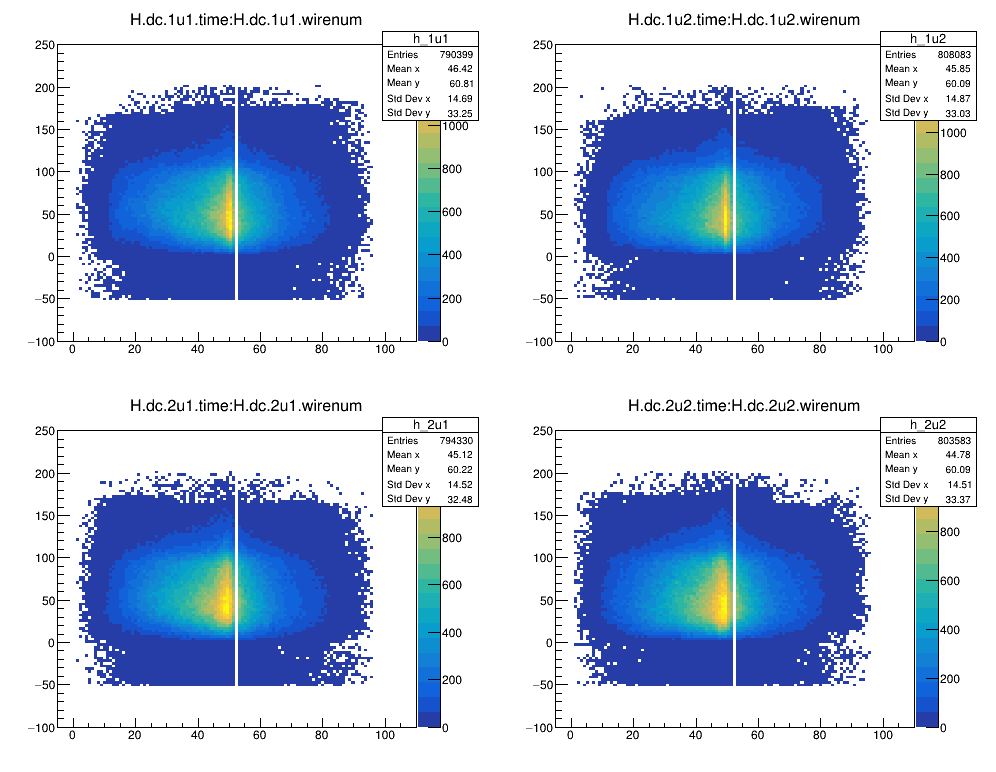 H.dc.1u1.time:H.dc.1u1.wirenum
h_1u1
Entries 790399
Mean x 46.42
Mean y 60.81
Std Dev x 14.69
Std Dev y 33.25
250
200
150
100
50
0
−50
−100
0 20 40 60 80 100
1000
800
600
400
200
0
H.dc.1u2.time:H.dc.1u2.wirenum
h_1u2
Entries 808083
Mean x 45.85
Mean y 60.09
Std Dev x 14.87
Std Dev y 33.03
250
200
150
100
50
0
−50
−100
0 20 40 60 80 100
1000
800
600
400
200
0
H.dc.2u1.time:H.dc.2u1.wirenum
h_2u1
Entries 794330
Mean x 45.12
Mean y 60.22
Std Dev x 14.52
Std Dev y 32.48
250
200
150
100
50
0
−50
−100
0 20 40 60 80 100
800
600
400
200
0
H.dc.2u2.time:H.dc.2u2.wirenum
h_2u2
Entries 803583
Mean x 44.78
Mean y 60.09
Std Dev x 14.51
Std Dev y 33.37
250
200
150
100
50
0
−50
−100
0 20 40 60 80 100
800
600
400
200
0